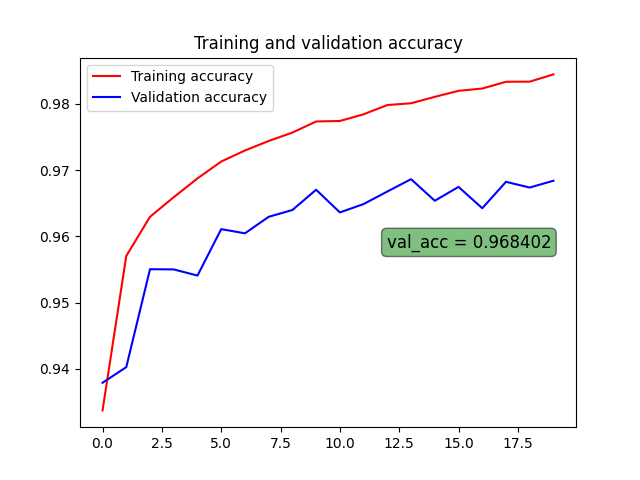 Training and validation accuracy
Training accuracy
Validation accuracy
0.98
0.97
0.96
0.95
0.94
val_acc = 0.968402
0.0 2.5 5.0 7.5 10.0 12.5 15.0 17.5